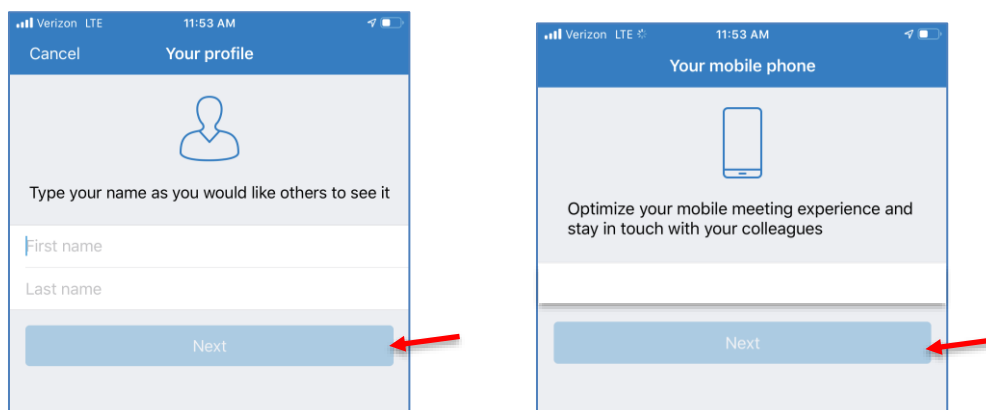 Verizon LTE 11:53 AM
Cancel Your profile
Type your name as you would like others to see it
First name
Last name
Next
Verizon LTE 11:53 AM
Your mobile phone
Optimize your mobile meeting experience and
stay in touch with your colleagues
Next